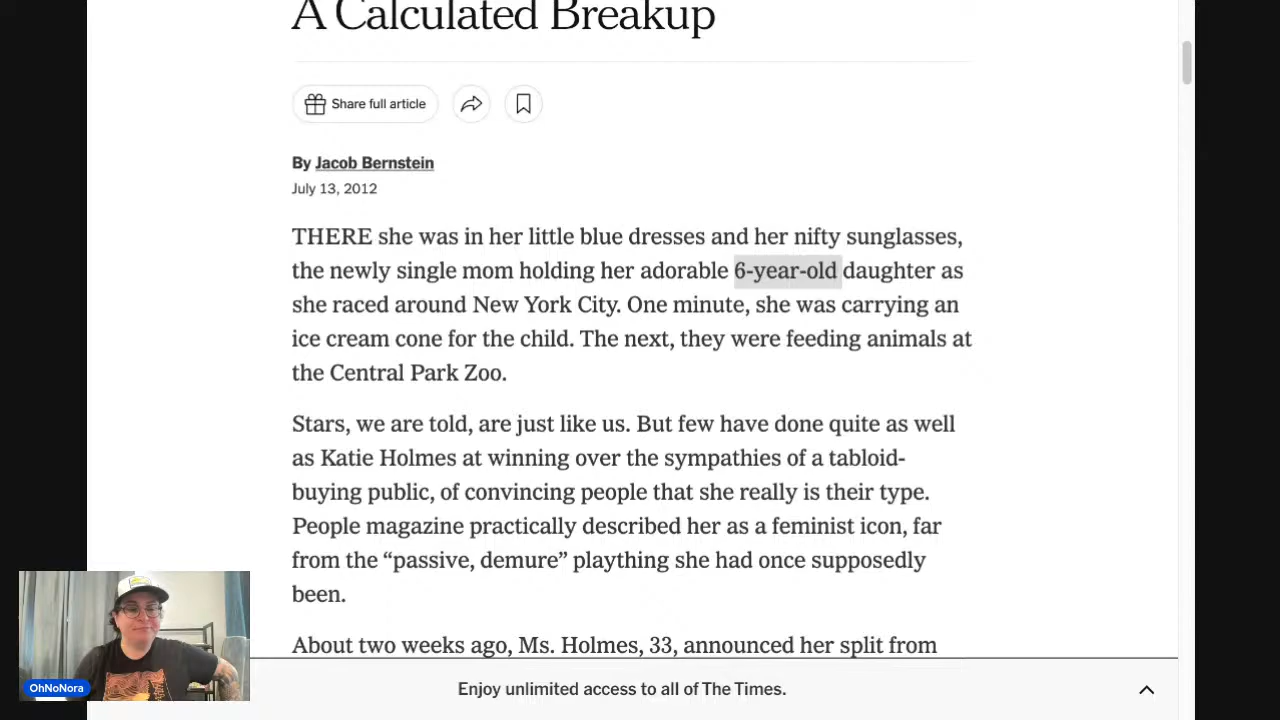 A Calculated Breakup
Share full article
By Jacob Bernstein
July 13, 2012
THERE she was in her little blue dresses and her nifty sunglasses,
the newly single mom holding her adorable 6-year-old daughter as
she raced around New York City. One minute, she was carrying an
ice cream cone for the child. The next, they were feeding animals at
the Central Park Zoo.
Stars, we are told, are just like us. But few have done quite as well
as Katie Holmes at winning over the sympathies of a tabloid-
buying public, of convincing people that she really is their type.
People magazine practically described her as a feminist icon, far
from the “passive, demure” plaything she had once supposedly
been.
About two weeks ago, Ms. Holmes, 33, announced her split from
OhNoNora
Enjoy unlimited access to all of The Times.